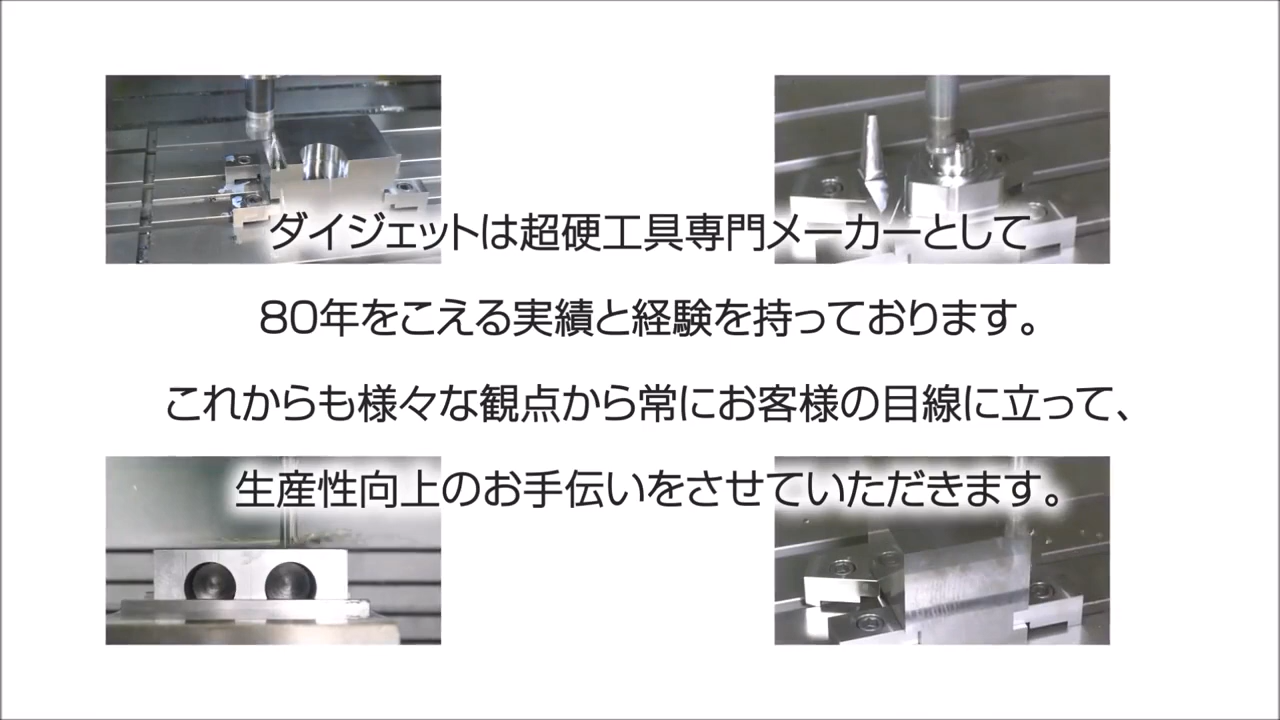 ダイジェットは超硬工具専門メーカーとして
80年をこえる実績と経験を持っております。
これからも様々な観点から常にお客様の目線に立って、
生産性向上のお手伝いをさせていただきます。